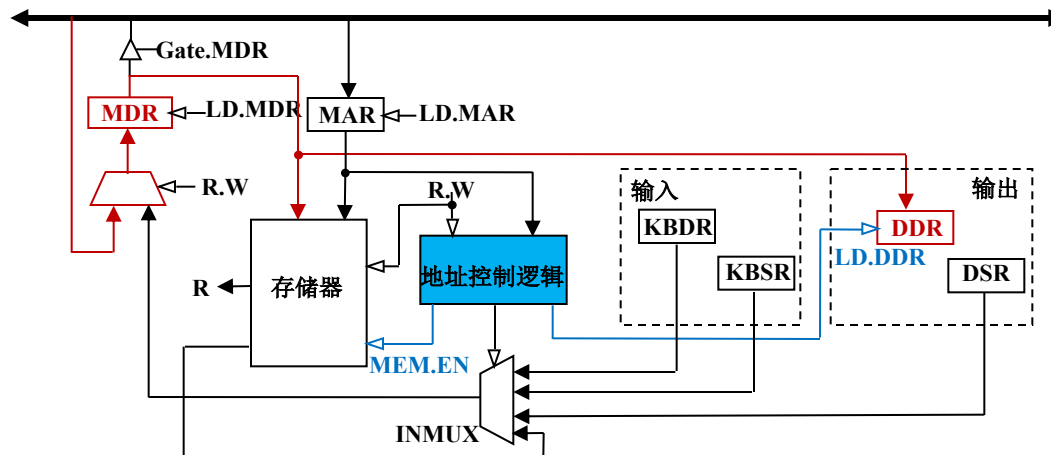 Gate.MDR
MDR
LD.MDR
MAR
LD.MAR
R.W
R.W
输入
输出
KBDR
DDR
LD.DDR
KBSR
DSR
存储器
地址控制逻辑
R
MEM.EN
INMUX